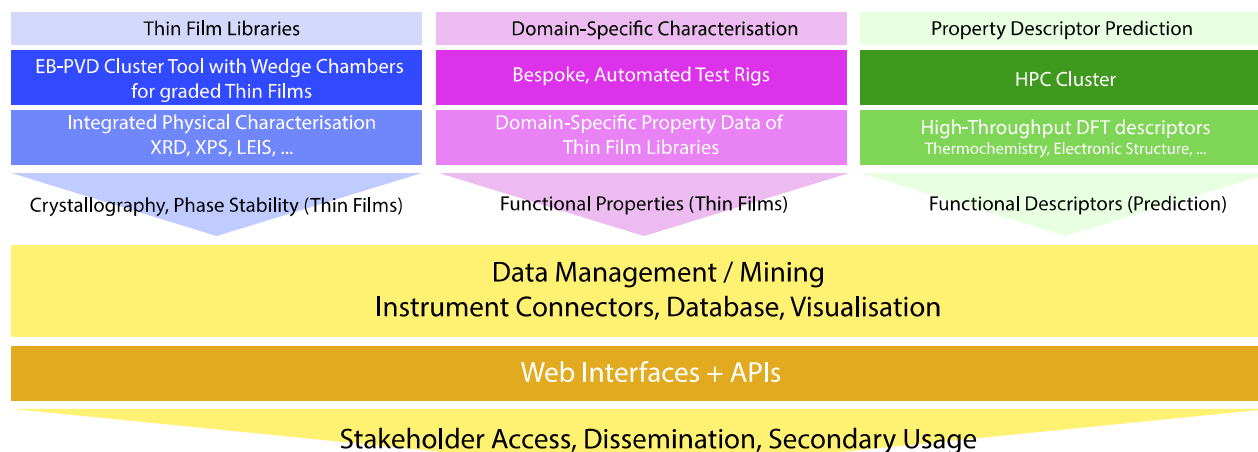 Thin Film Libraries
EB-PVD Cluster Tool with Wedge Chambers
for graded Thin Films
Integrated Physical Characterisation
XRD, XPS, LEIS, ...
Crystallography, Phase Stability (Thin Films)
Domain-Specific Characterisation
Bespoke, Automated Test Rigs
Domain-Specific Property Data of
Thin Film Libraries
Functional Properties (Thin Films)
Property Descriptor Prediction
HPC Cluster
High-Throughput DFT descriptors
Thermochemistry, Electronic Structure, ...
Functional Descriptors (Prediction)
Data Management / Mining
Instrument Connectors, Database, Visualisation
Web Interfaces + APIs
Stakeholder Access, Dissemination, Secondary Usage